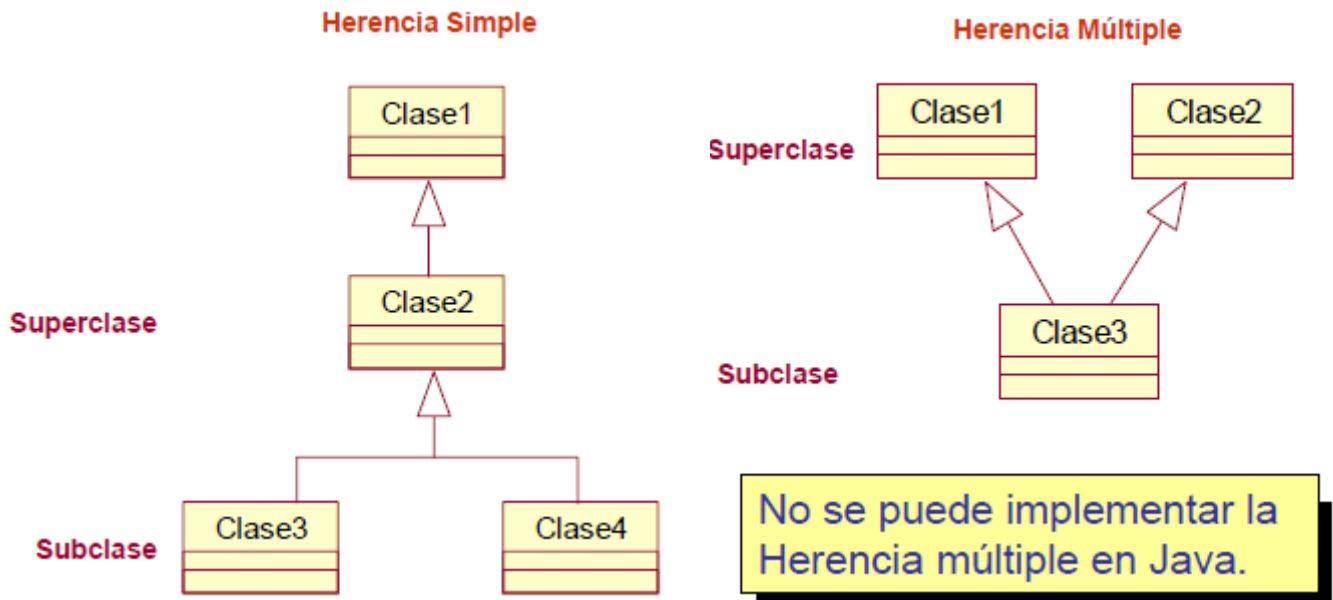 Herencia Simple
Clase1
Superclase
Clase2
Subclase
Clase3
Clase4
Herencia Múltiple
Superclase
Clase1
Clase2
Subclase
Clase3
No se puede implementar la
Herencia múltiple en Java.